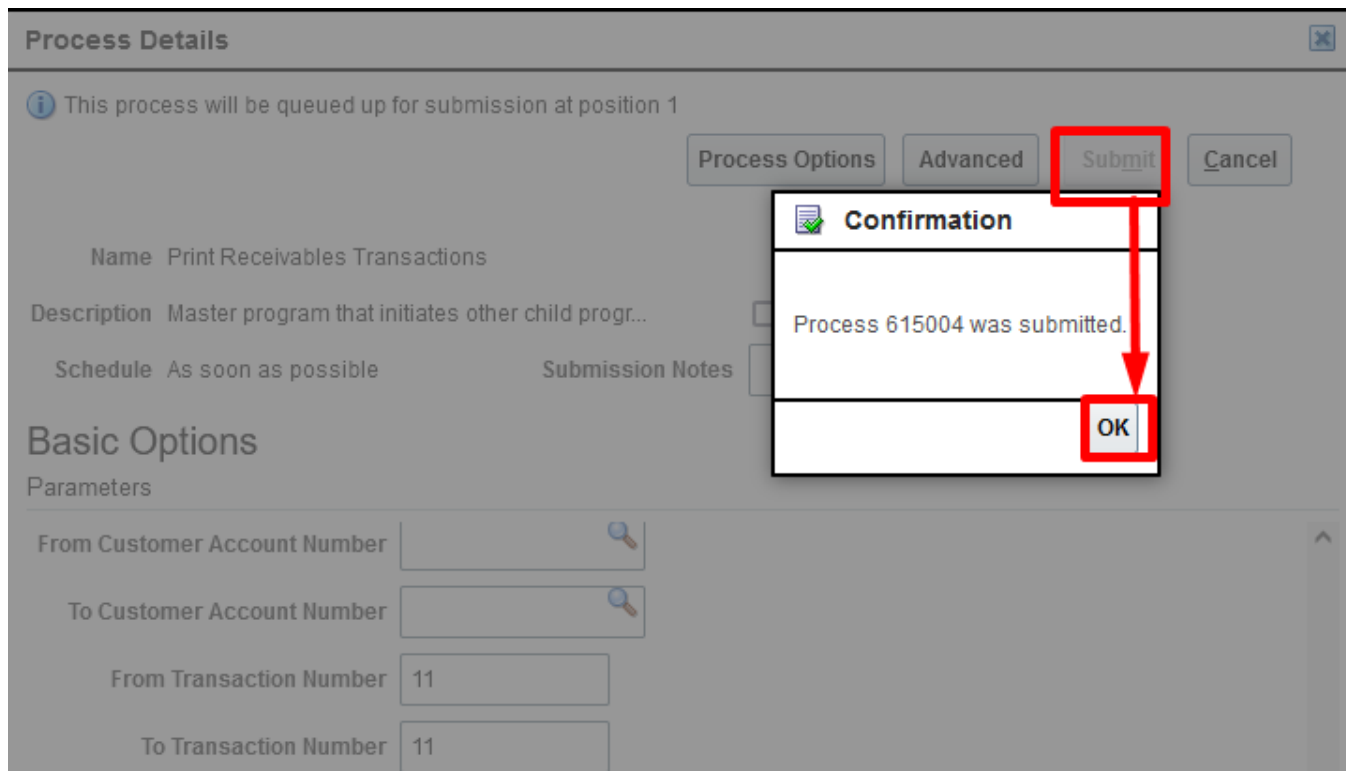 Process Details
This process will be queued up for submission at position 1
Process Options Advanced Submit Cancel
Confirmation
Name Print Receivables Transactions
Description Master program that initiates other child progr...
Process 615004 was submitted.
Schedule As soon as possible Submission Notes
OK
Basic Options
Parameters
From Customer Account Number
To Customer Account Number
From Transaction Number 11
To Transaction Number 11